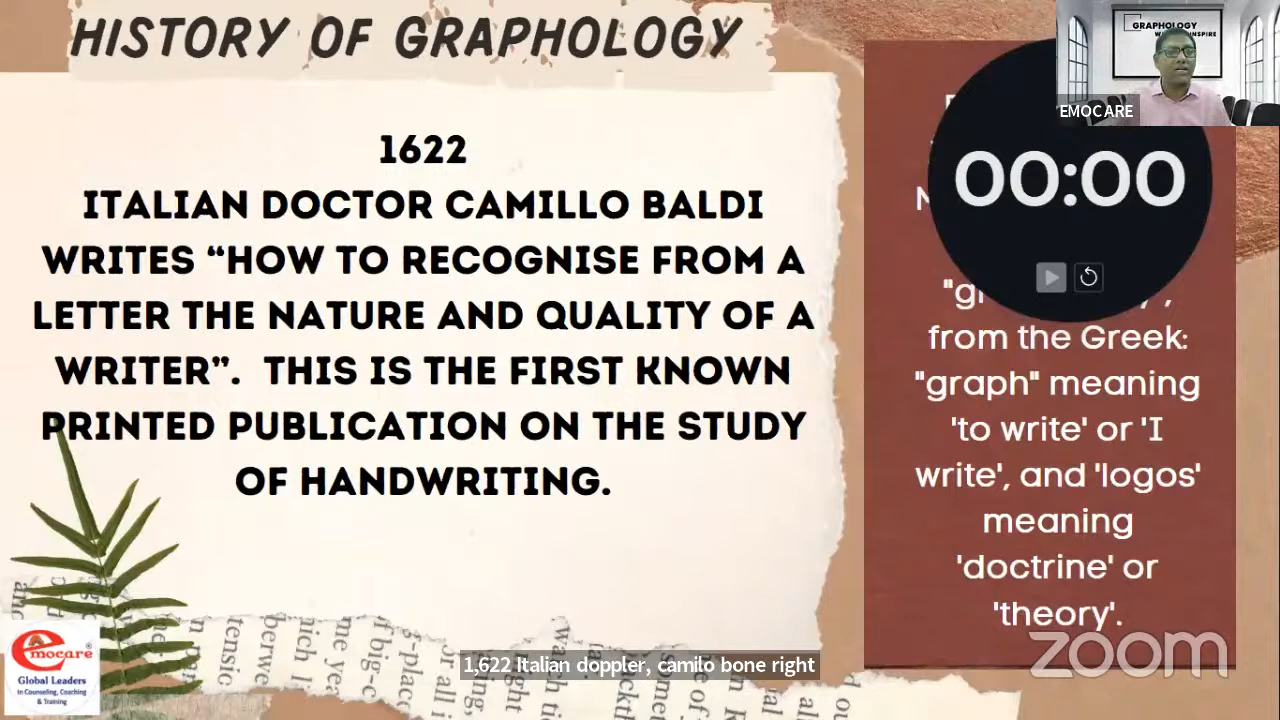 HISTORY OF GRAPHOLOGY
1622
ITALIAN DOCTOR CAMILLO BALDI
WRITES “HOW TO RECOGNISE FROM A
LETTER THE NATURE AND QUALITY OF A
WRITER”. THIS IS THE FIRST KNOWN
PRINTED PUBLICATION ON THE STUDY
OF HANDWRITING.
GRAPHOLOGY
EMOCARE
00:00
from the Greek:
"graph" meaning
'to write' or 'I
write', and 'logos'
meaning
'doctrine' or
'theory'.
zoom
emocare
Global Leaders
In Counseling, Coaching
& Training
1,622 Italian doppler, camilo bone right